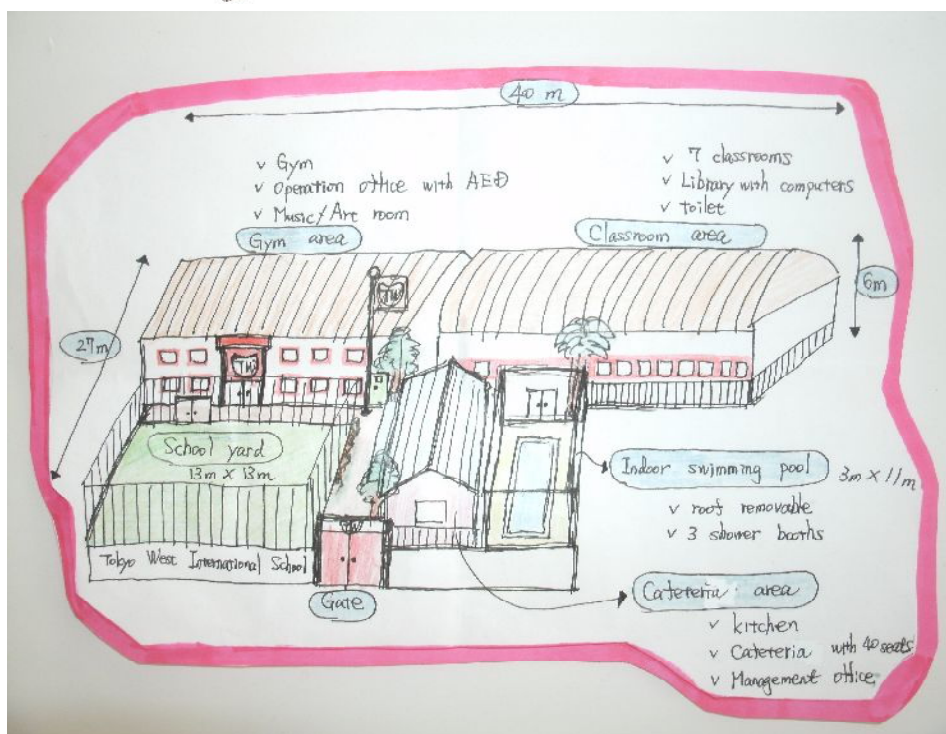 40 m
v Gym
v Operation office with AED
v Music/Art room
Gym area
v 7 classrooms
v Library with computers
v toilet
Classroom area
6m
27m
TW
School yard
13m × 13m
Tokyo West International School
Gate
Indoor swimming pool 3m × 11m
v roof removable
v 3 shower booths
Cafeteria area
v kitchen
v Cafeteria with 40 seats
v Management office